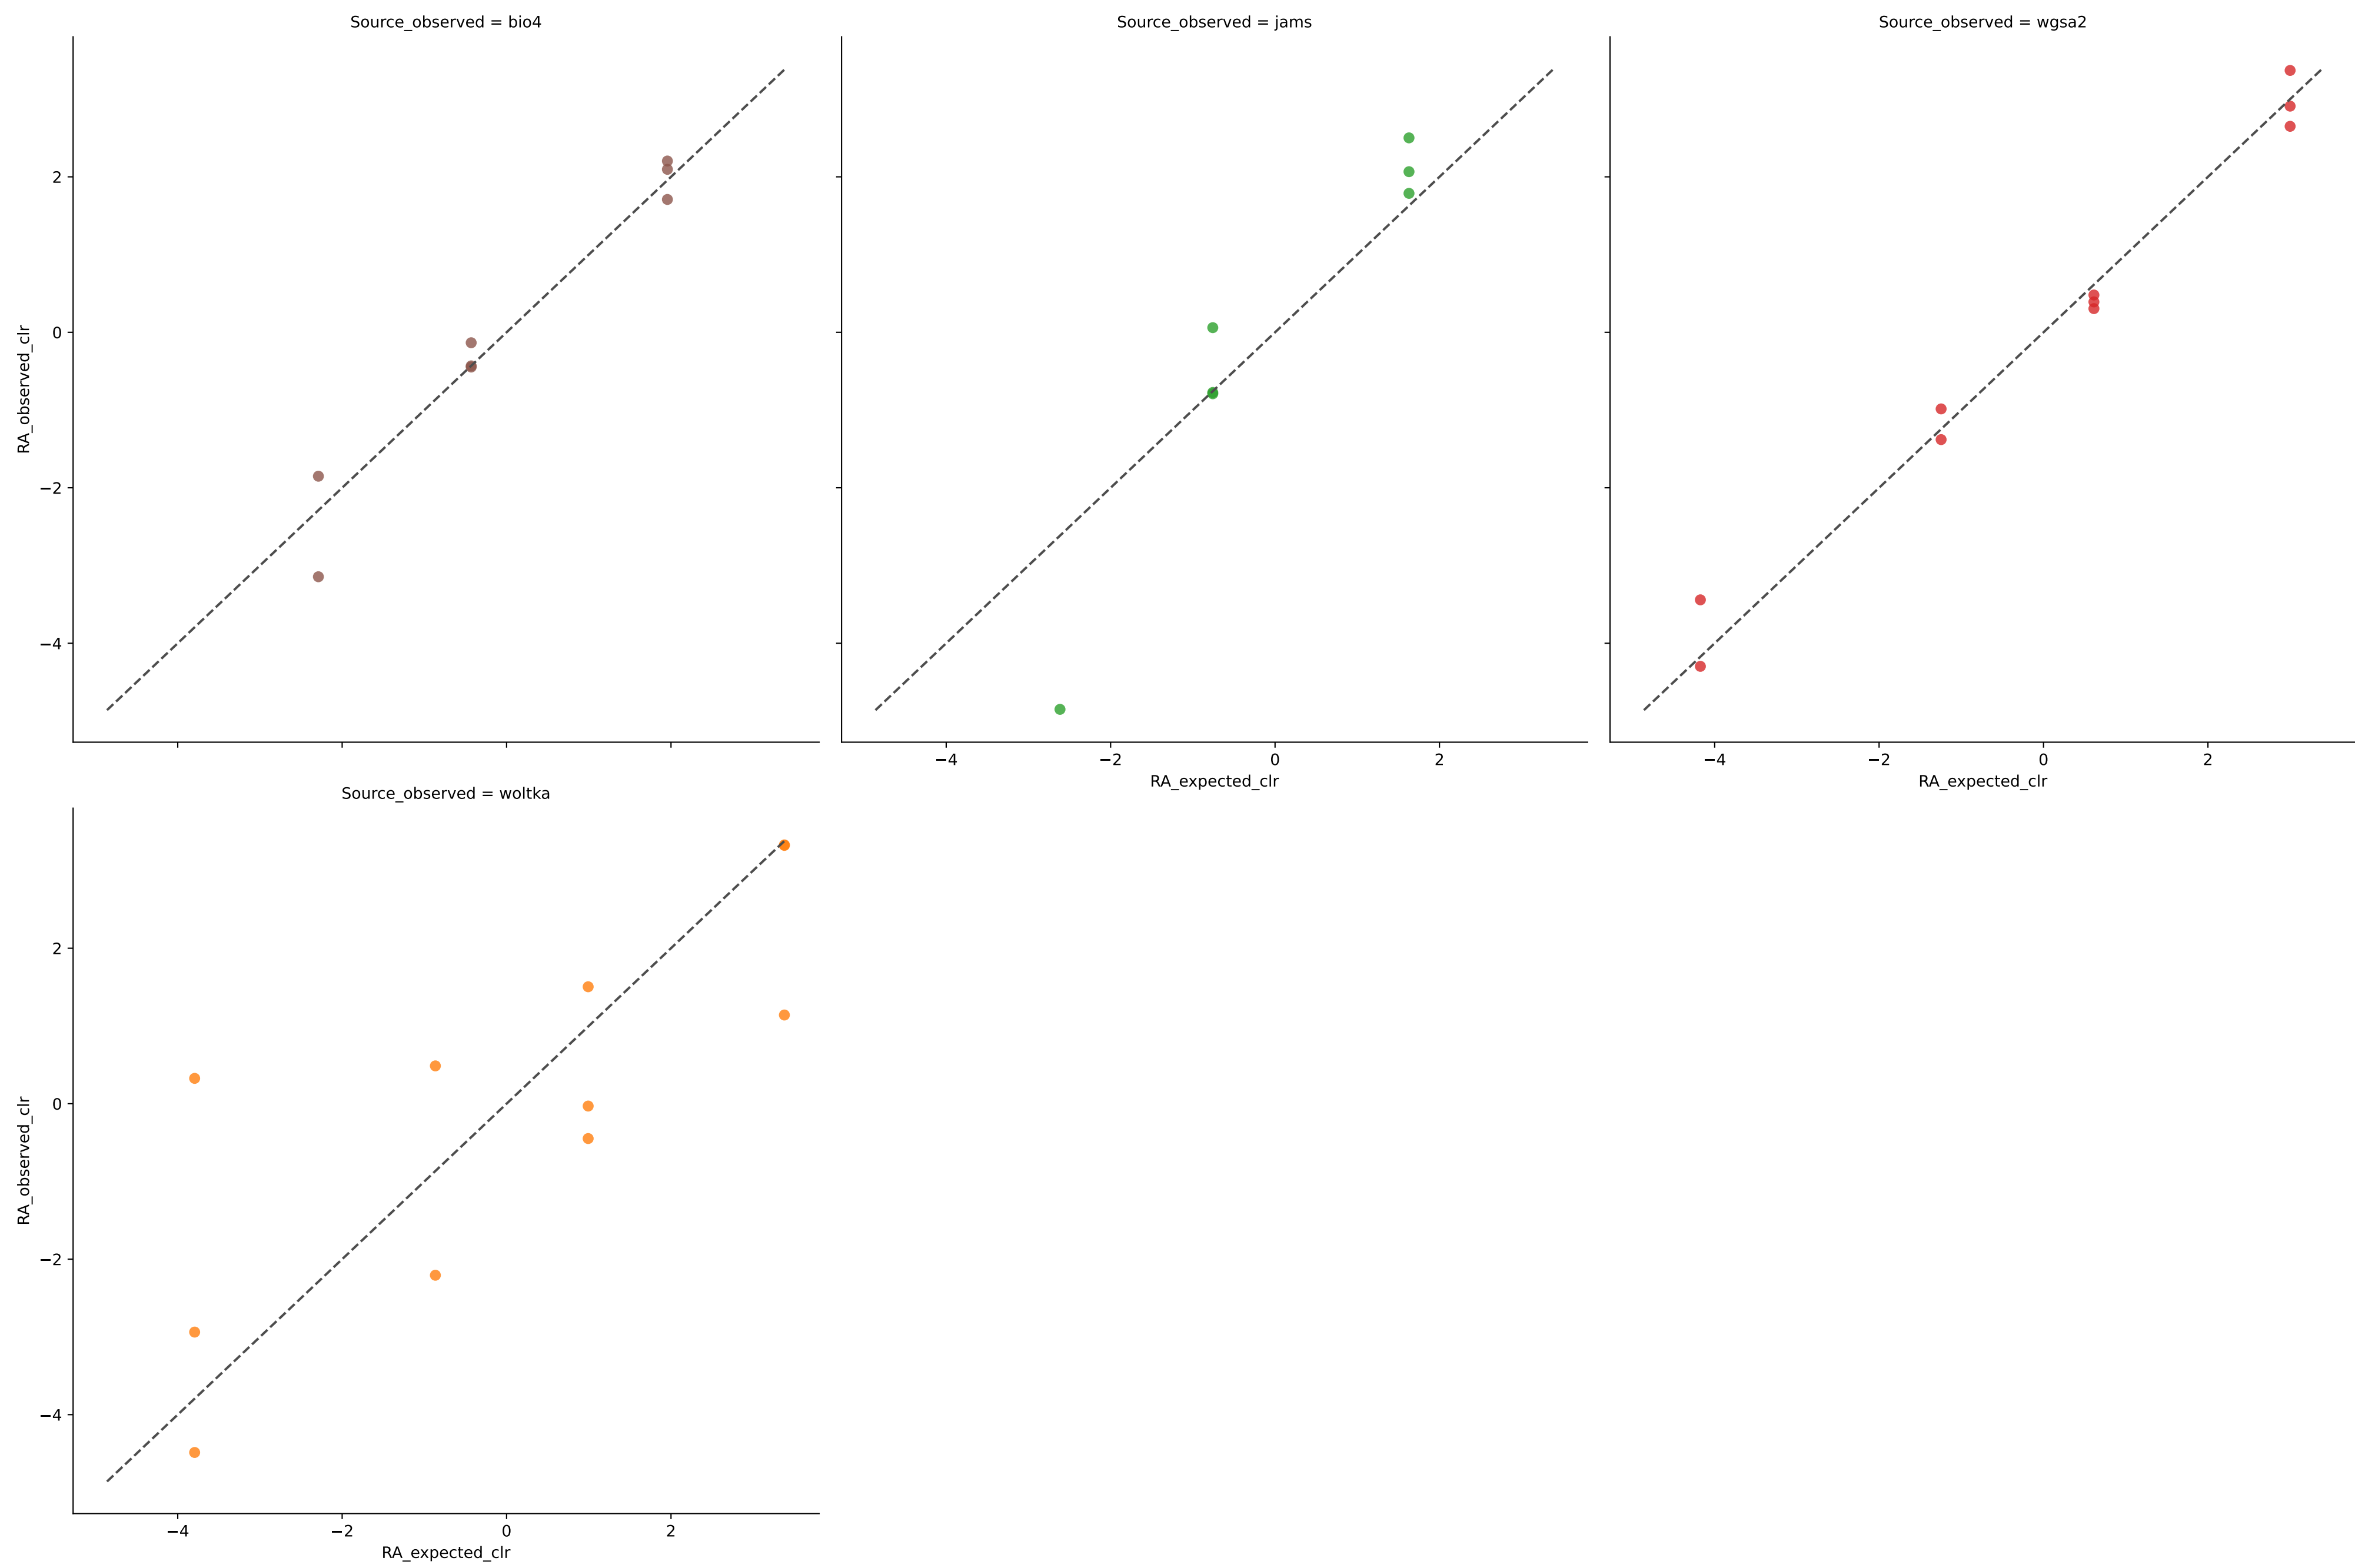 Source_observed = bio4
Source_observed = jams
Source_observed = wgsa2
RA_observed_clr
2
0
−2
−4
−4
−2
0
2
RA_expected_clr
−4
−2
0
2
RA_expected_clr
Source_observed = woltka
RA_observed_clr
2
0
−2
−4
−4
−2
0
2
RA_expected_clr